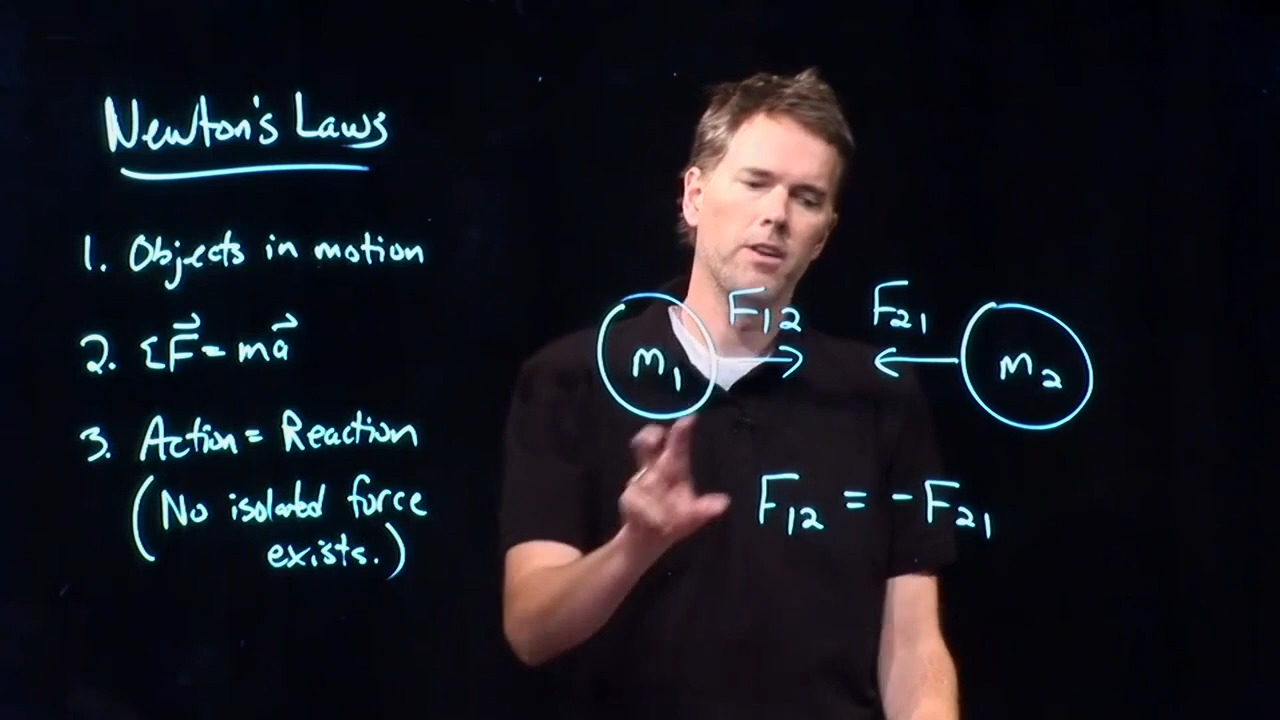 Newton's Laws
1. Objects in motion
2. ΣF⃗ = ma⃗
3. Action = Reaction
(No isolated force
exists.)
F₁₂ F₂₁
m₁ m₂
F₁₂ = -F₂₁